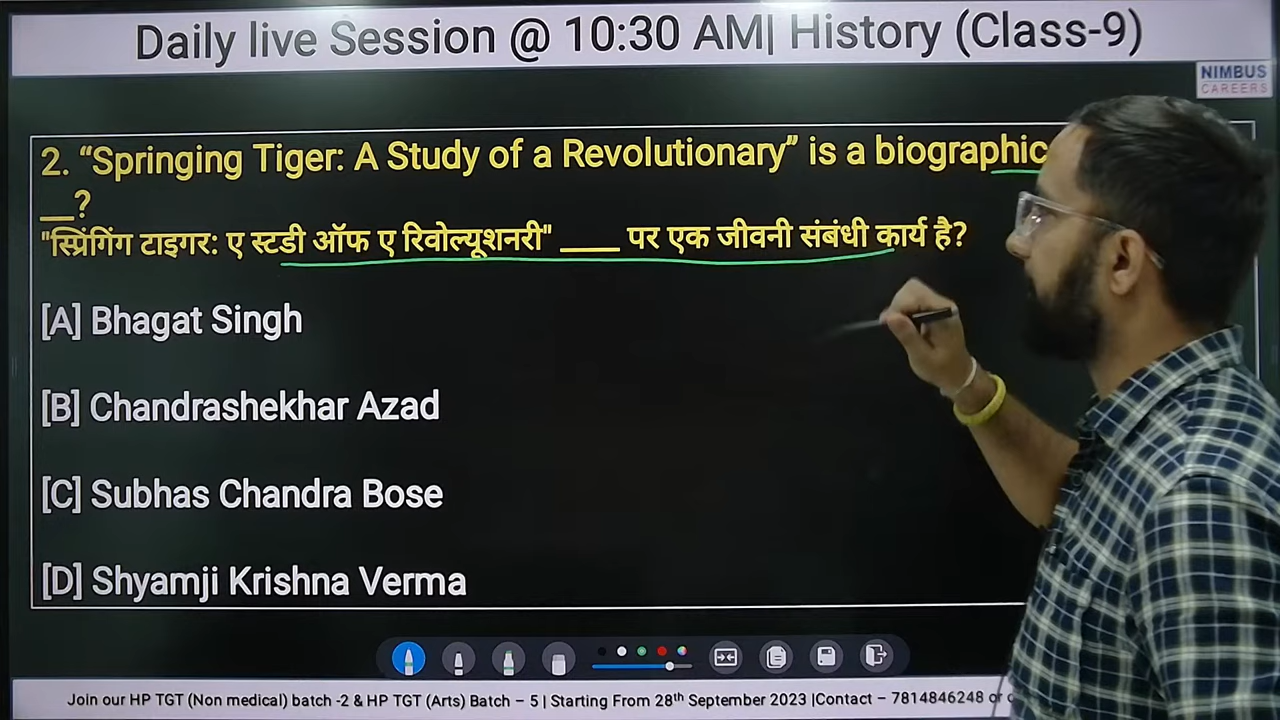 Daily live Session @ 10:30 AM| History (Class-9)
NIMBUS
CAREERS
2. “Springing Tiger: A Study of a Revolutionary” is a biographic
__?
"स्प्रिंगिंग टाइगर: ए स्टडी ऑफ ए रिवोल्यूशनरी" ____ पर एक जीवनी संबंधी कार्य है?
[A] Bhagat Singh
[B] Chandrashekhar Azad
[C] Subhas Chandra Bose
[D] Shyamji Krishna Verma
Join our HP TGT (Non medical) batch -2 & HP TGT (Arts) Batch – 5 | Starting From 28th September 2023 |Contact – 7814846248 or